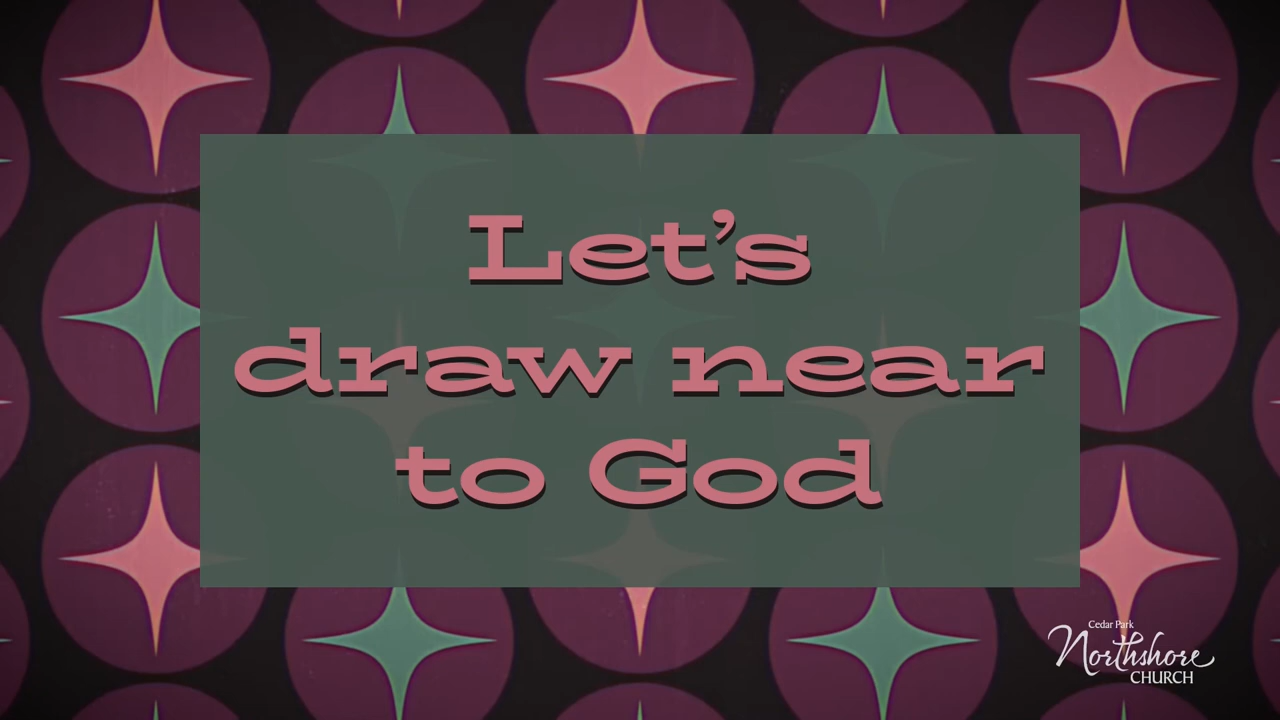 Let’s
draw near
to God
Cedar Park
Northshore
CHURCH